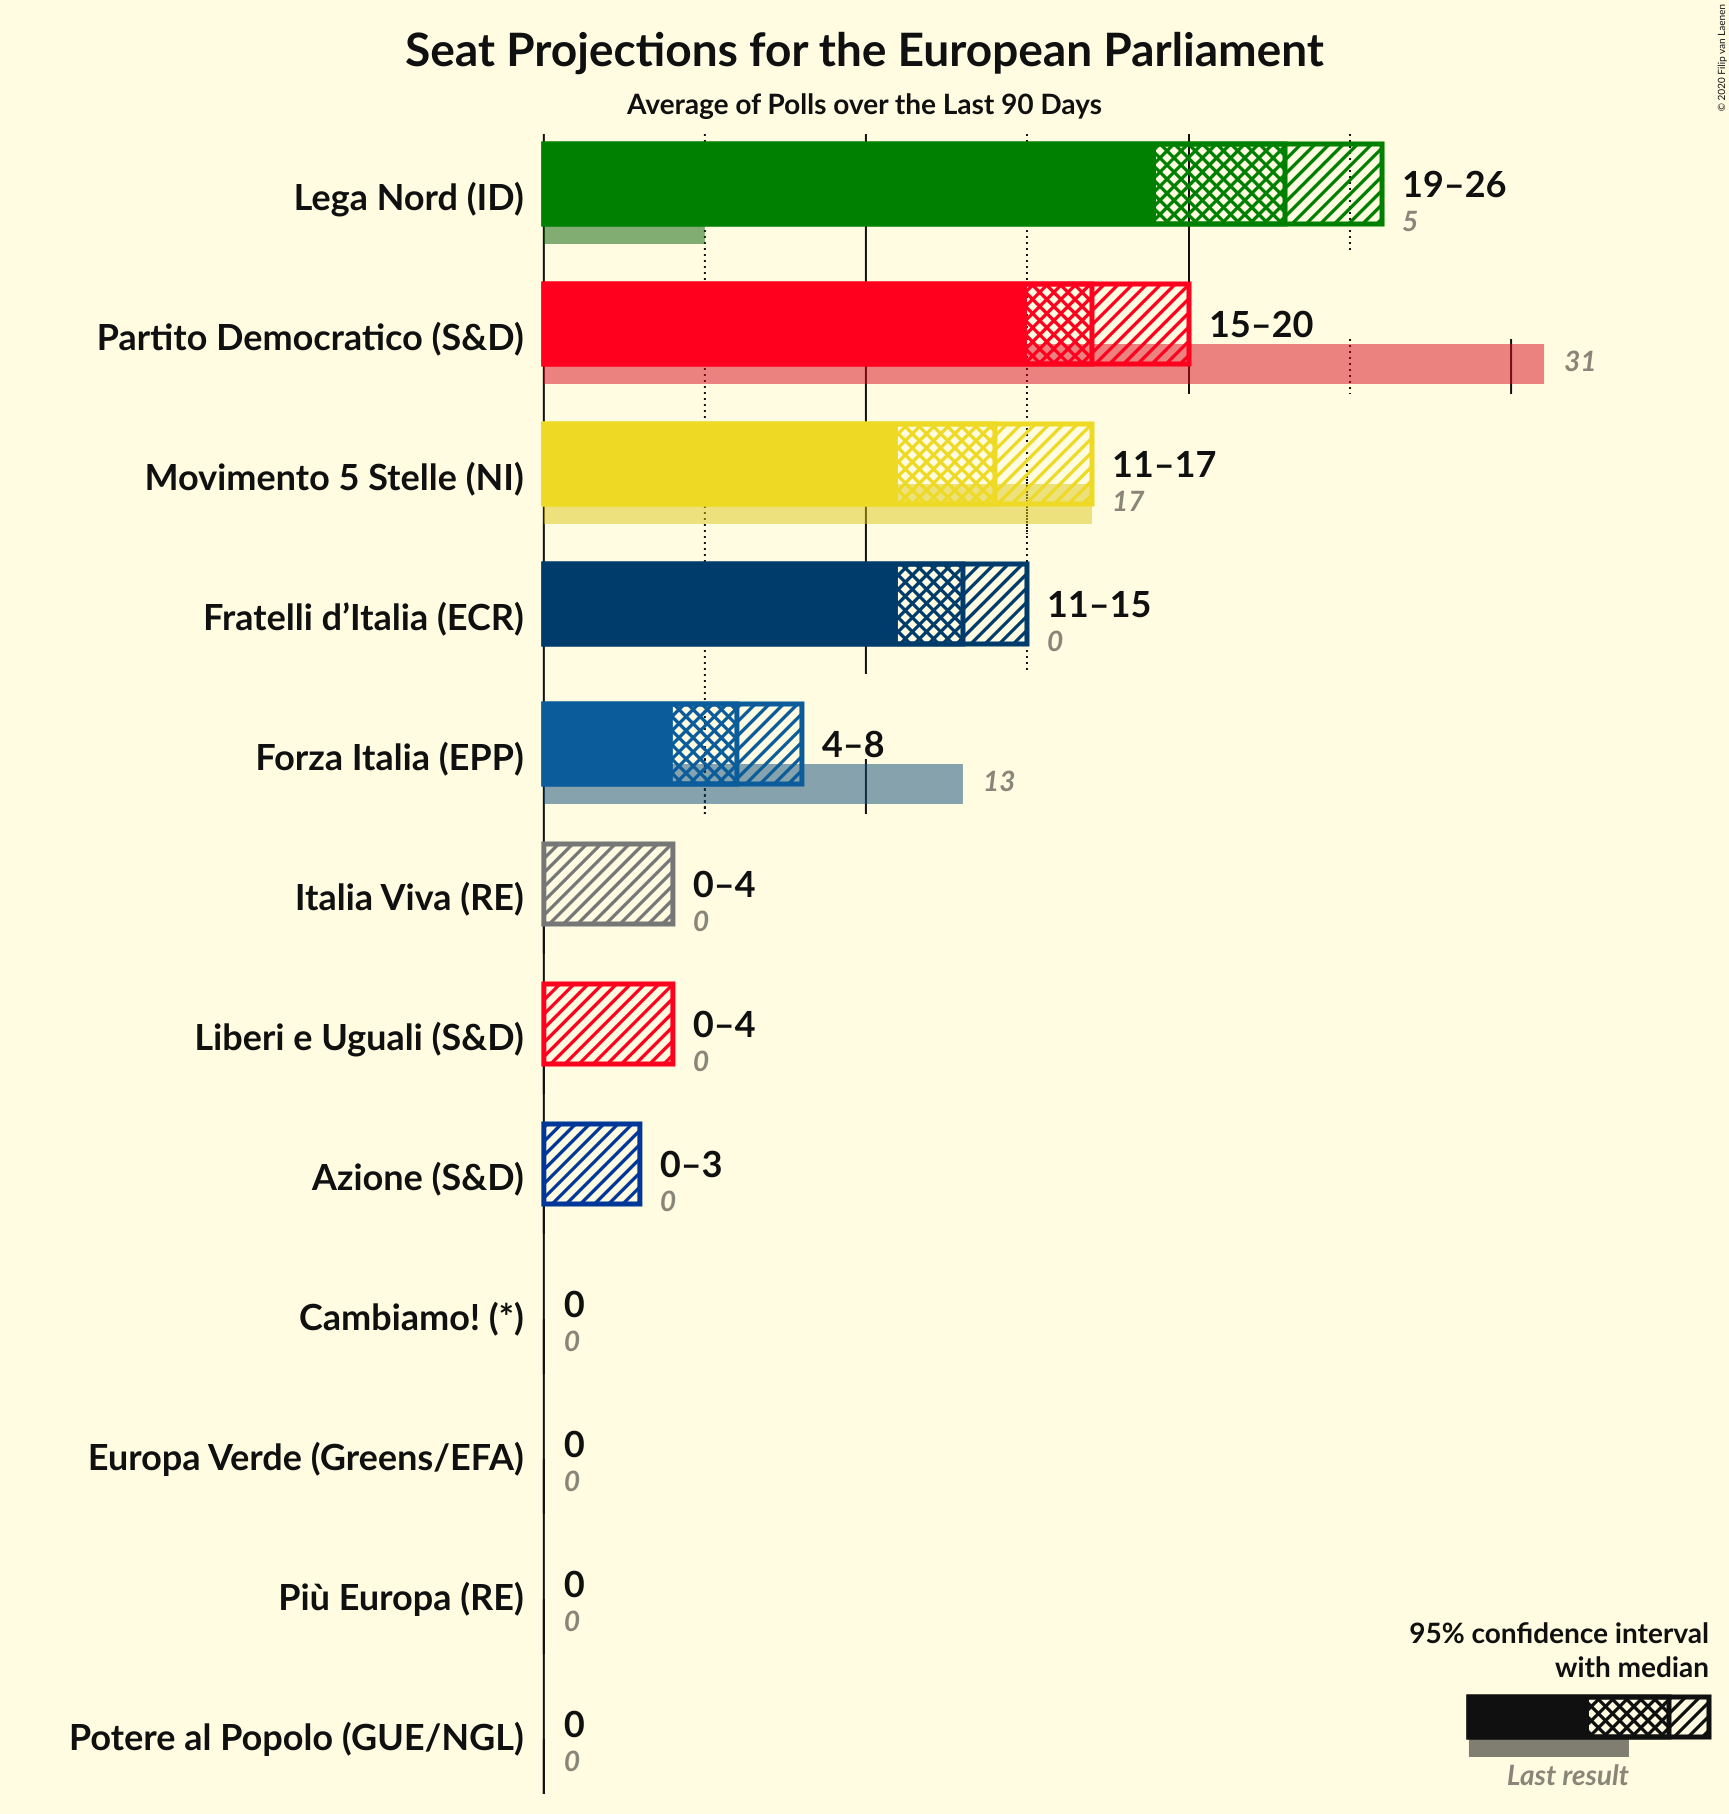 Seat Projections for the European Parliament
Average of Polls over the Last 90 Days
© 2020 Filip van Laenen
Lega Nord (ID)
19–26
5
Partito Democratico (S&D)
15–20
31
Movimento 5 Stelle (NI)
11–17
17
Fratelli d’Italia (ECR)
11–15
0
Forza Italia (EPP)
4–8
13
Italia Viva (RE)
0–4
0
Liberi e Uguali (S&D)
0–4
0
Azione (S&D)
0–3
0
Cambiamo! (*)
0
0
Europa Verde (Greens/EFA)
0
0
Più Europa (RE)
0
0
Potere al Popolo (GUE/NGL)
0
0
95% confidence interval
with median
Last result